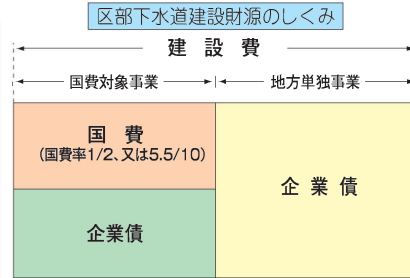 区部下水道建設財源のしくみ
建設費
国費対象事業
地方単独事業
国費
(国費率1/2、又は5.5/10)
企業債
企業債